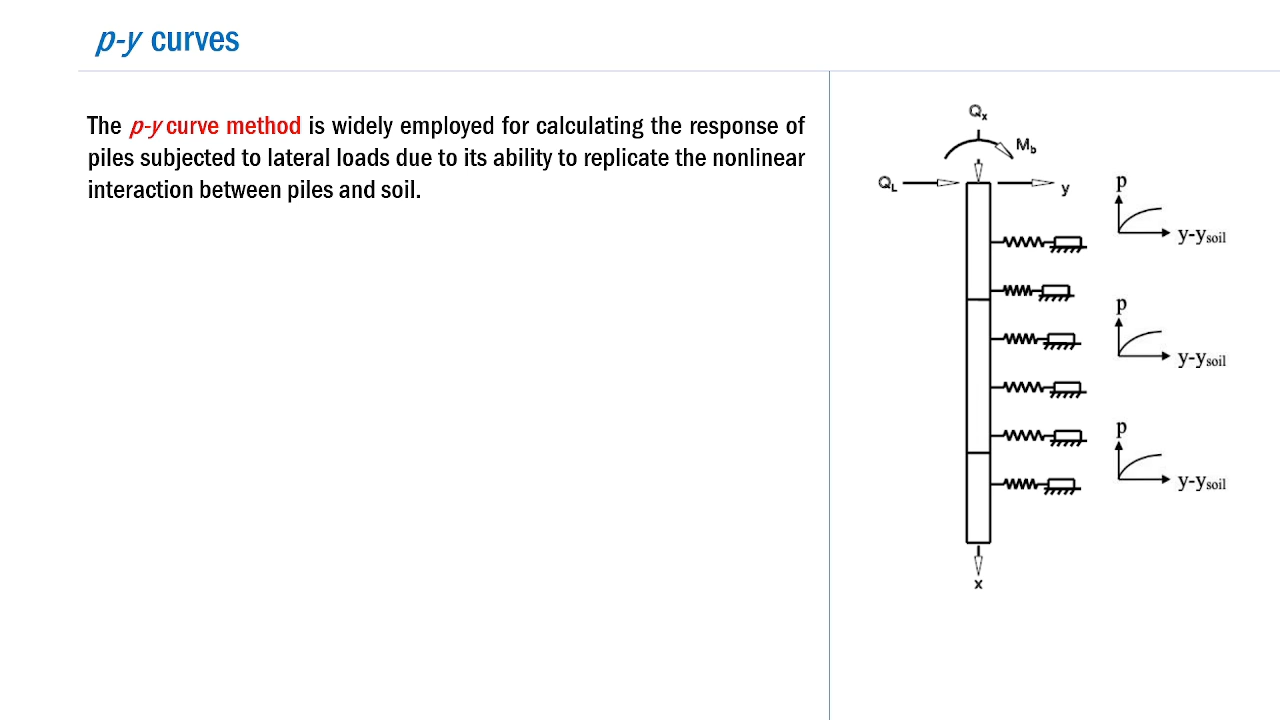 p-y curves
The p-y curve method is widely employed for calculating the response of
piles subjected to lateral loads due to its ability to replicate the nonlinear
interaction between piles and soil.
Qx
Mb
QL
y
p
y-ysoil
p
y-ysoil
p
y-ysoil
x